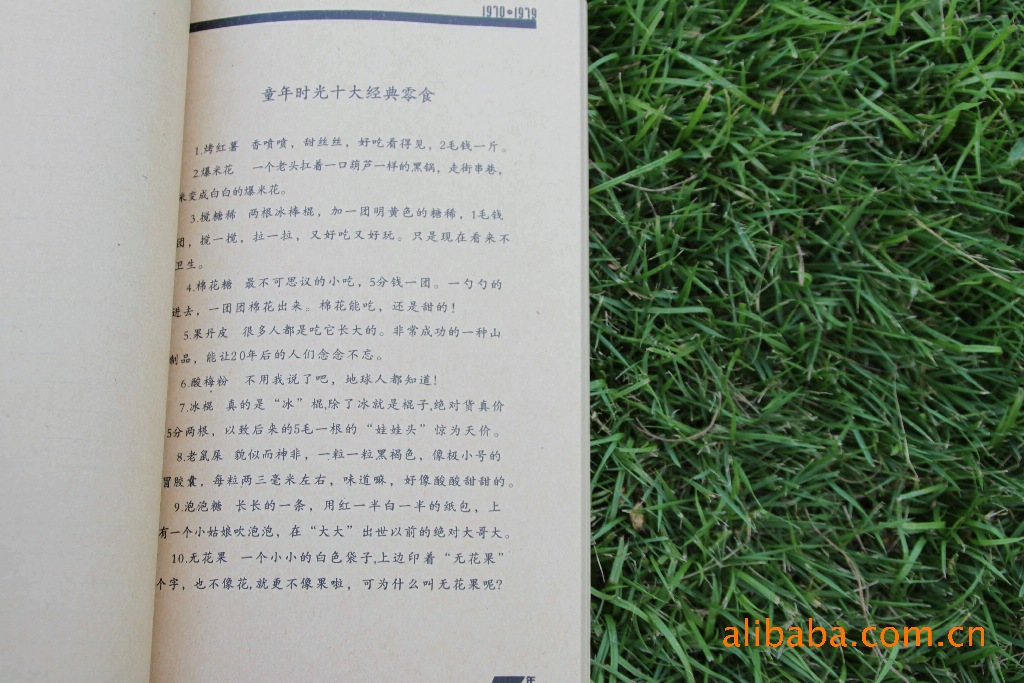 1970•1979
童年时光十大经典零食
1.烤红薯 香喷喷，甜丝丝，好吃看得见，2毛钱一斤。
2.爆米花 一个老头扛着一口葫芦一样的黑锅，走街串巷，
米变成白白的爆米花。
3.搅糖稀 两根冰棒棍，加一团明黄色的糖稀，1毛钱
团，搅一搅，拉一拉，又好吃又好玩。只是现在看来不
卫生。
4.棉花糖 最不可思议的小吃，5分钱一团。一勺勺的
进去，一团团棉花出来。棉花能吃，还是甜的！
5.果丹皮 很多人都是吃它长大的。非常成功的一种山
制品，能让20年后的人们念念不忘。
6.酸梅粉 不用我说了吧，地球人都知道！
7.冰棍 真的是“冰”棍,除了冰就是棍子,绝对货真价
5分两根，以致后来的5毛一根的“娃娃头”惊为天价。
8.老鼠屎 貌似而神非，一粒一粒黑褐色，像极小号的
冒胶囊，每粒两三毫米左右，味道嘛，好像酸酸甜甜的。
9.泡泡糖 长长的一条，用红一半白一半的纸包，上
有一个小姑娘吹泡泡，在“大大”出世以前的绝对大哥大。
10.无花果 一个小小的白色袋子,上边印着“无花果”
个字，也不像花,就更不像果啦，可为什么叫无花果呢?
年
alibaba.com.cn